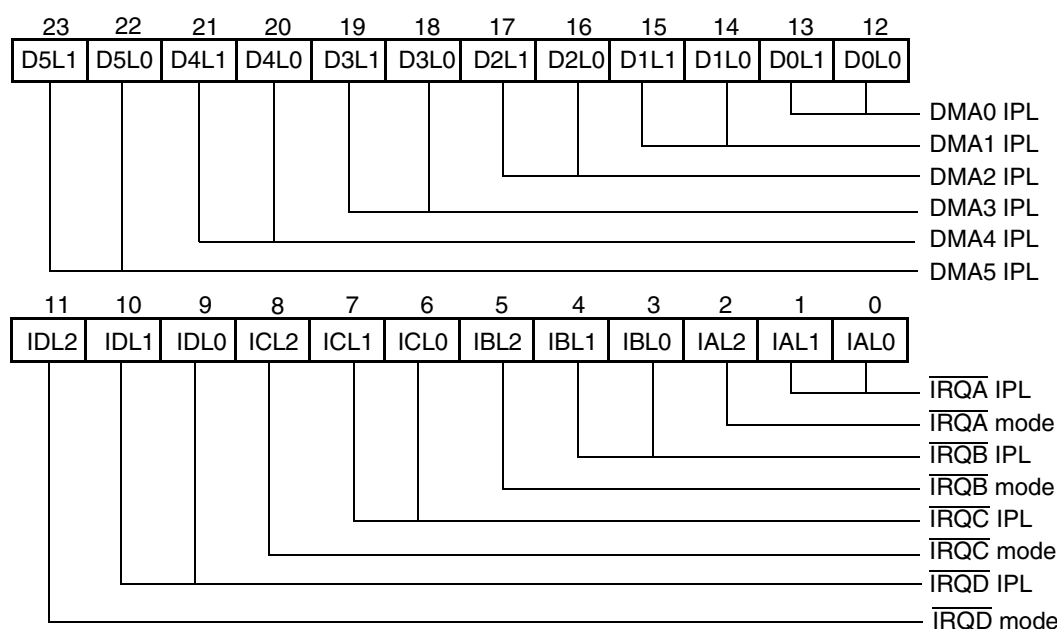 23 22 21 20 19 18 17 16 15 14 13 12
D5L1 D5L0 D4L1 D4L0 D3L1 D3L0 D2L1 D2L0 D1L1 D1L0 D0L1 D0L0
DMA0 IPL
DMA1 IPL
DMA2 IPL
DMA3 IPL
DMA4 IPL
DMA5 IPL
11 10 9 8 7 6 5 4 3 2 1 0
IDL2 IDL1 IDL0 ICL2 ICL1 ICL0 IBL2 IBL1 IBL0 IAL2 IAL1 IAL0
IRQA IPL
IRQA mode
IRQB IPL
IRQB mode
IRQC IPL
IRQC mode
IRQD IPL
IRQD mode